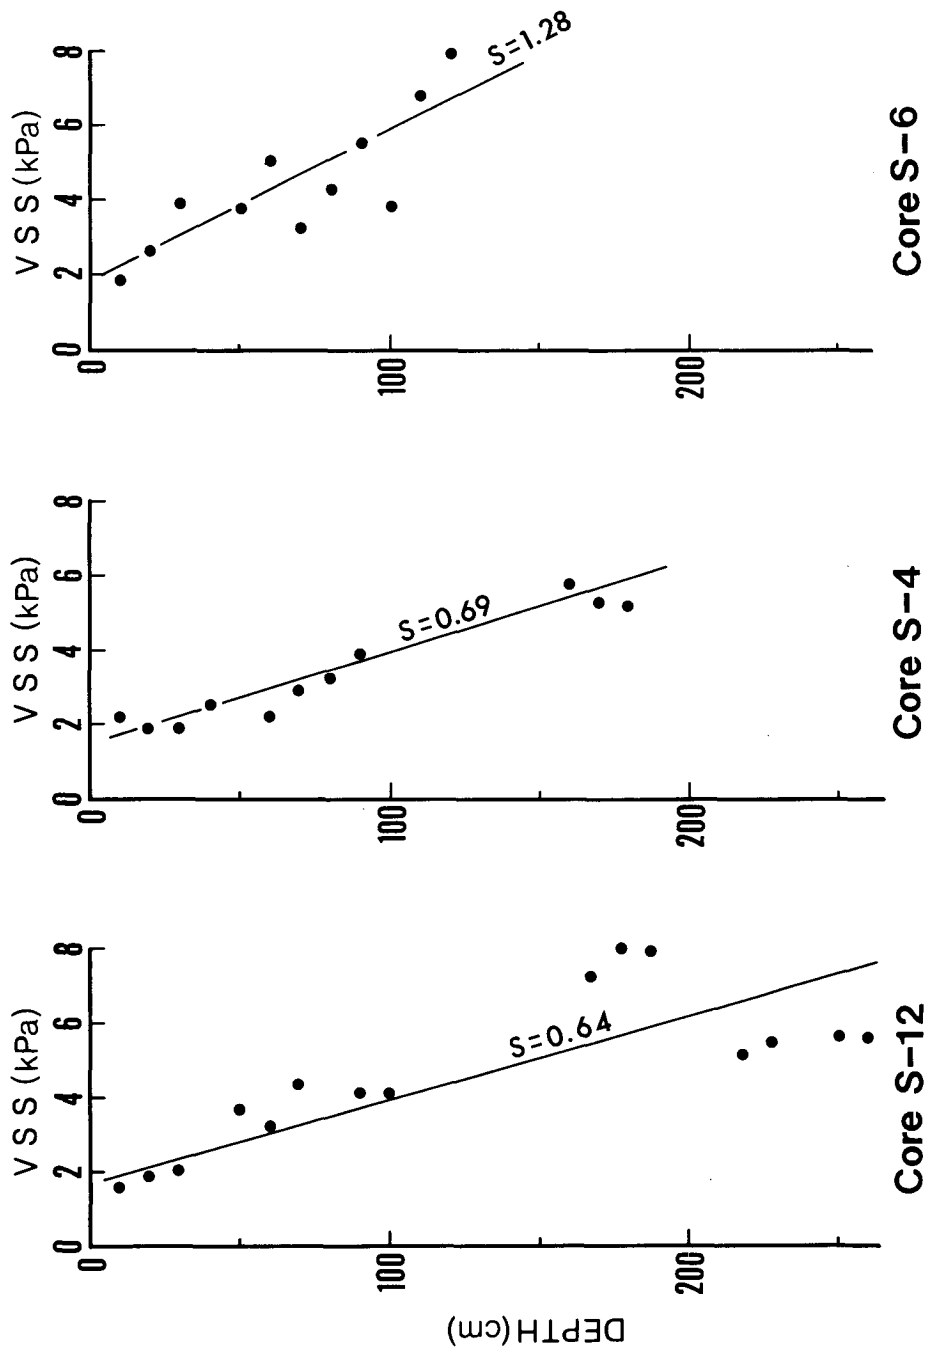 V S S (kPa)
0 2 4 6 8
0
100
200
DEPTH (cm)
S=0.64
Core S-12
V S S (kPa)
0 2 4 6 8
0
100
200
S=0.69
Core S-4
V S S (kPa)
0 2 4 6 8
0
100
200
S=1.28
Core S-6